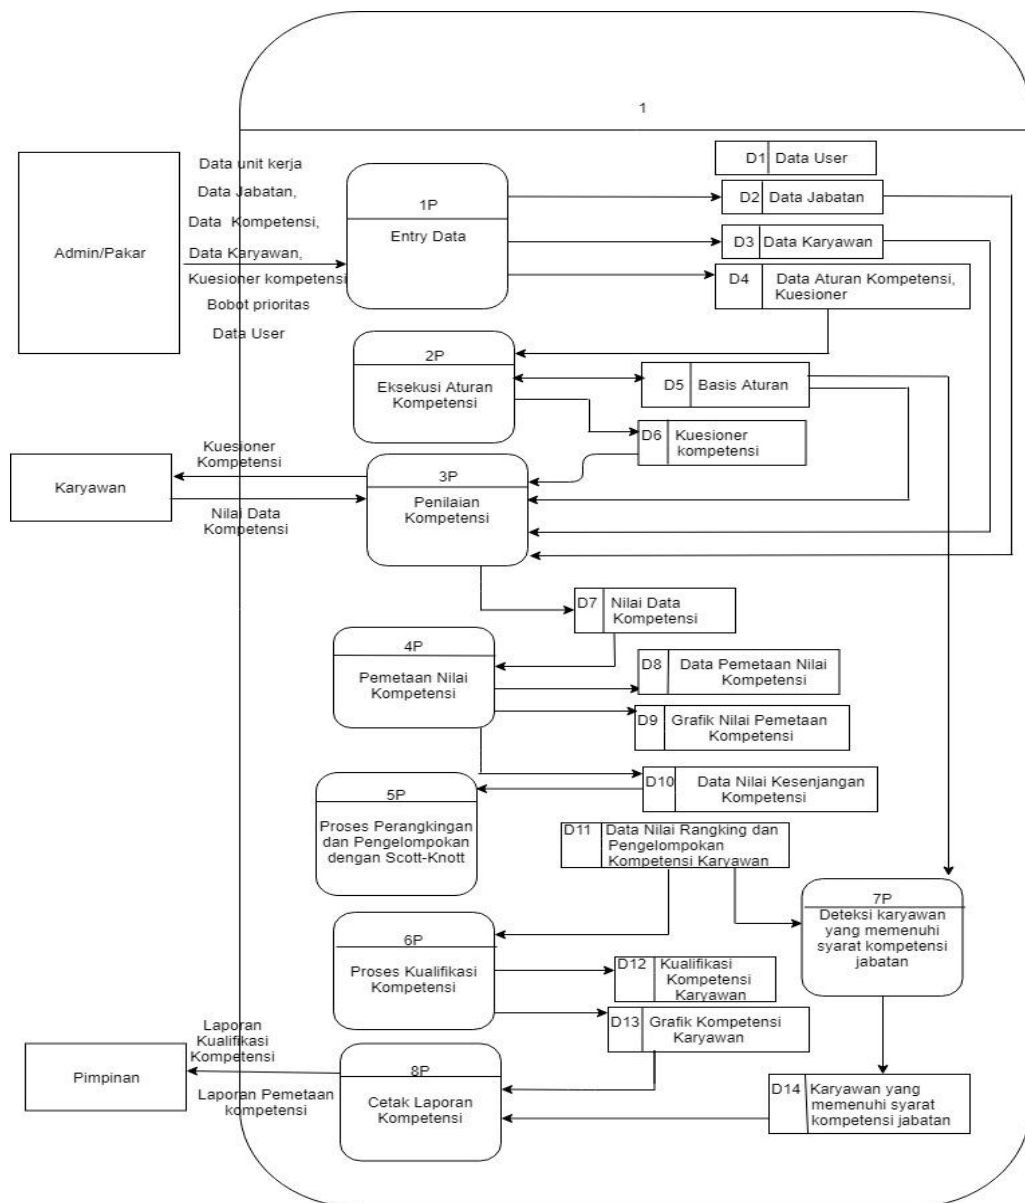 1
Admin/Pakar
Data unit kerja
Data Jabatan,
Data Kompetensi,
Data Karyawan,
Kuesioner kompetensi
Bobot prioritas
Data User
1P
Entry Data
D1 Data User
D2 Data Jabatan
D3 Data Karyawan
D4 Data Aturan Kompetensi,
Kuesioner
2P
Eksekusi Aturan
Kompetensi
D5 Basis Aturan
D6 Kuesioner
kompetensi
Karyawan
Kuesioner
Kompetensi
Nilai Data
Kompetensi
3P
Penilaian
Kompetensi
D7 Nilai Data
Kompetensi
4P
Pemetaan Nilai
Kompetensi
D8 Data Pemetaan Nilai
Kompetensi
D9 Grafik Nilai Pemetaan
Kompetensi
D10 Data Nilai Kesenjangan
Kompetensi
5P
Proses Perangkingan
dan Pengelompokan
dengan Scott-Knott
D11 Data Nilai Rangking dan
Pengelompokan
Kompetensi Karyawan
7P
Deteksi karyawan
yang memenuhi
syarat kompetensi
jabatan
6P
Proses Kualifikasi
Kompetensi
D12 Kualifikasi
Kompetensi
Karyawan
D13 Grafik Kompetensi
Karyawan
Pimpinan
Laporan
Kualifikasi
Kompetensi
Laporan Pemetaan
kompetensi
8P
Cetak Laporan
Kompetensi
D14 Karyawan yang
memenuhi syarat
kompetensi jabatan